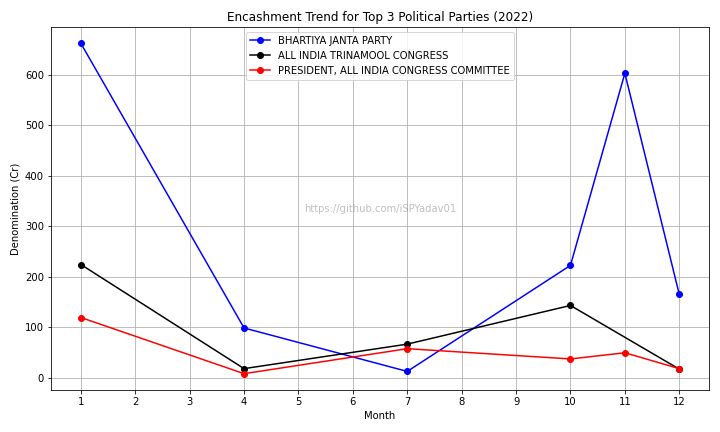 Encashment Trend for Top 3 Political Parties (2022)
BHARTIYA JANTA PARTY
ALL INDIA TRINAMOOL CONGRESS
PRESIDENT, ALL INDIA CONGRESS COMMITTEE
Denomination (Cr)
600
500
400
300
200
100
0
https://github.com/iSPYadav01
1 2 3 4 5 6 7 8 9 10 11 12
Month